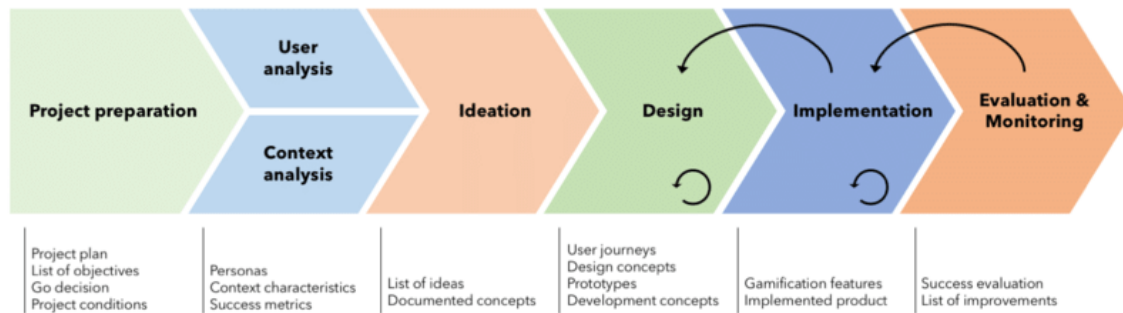 Project preparation
User
analysis
Context
analysis
Ideation
Design
Implementation
Evaluation &
Monitoring
Project plan
List of objectives
Go decision
Project conditions
Personas
Context characteristics
Success metrics
List of ideas
Documented concepts
User journeys
Design concepts
Prototypes
Development concepts
Gamification features
Implemented product
Success evaluation
List of improvements